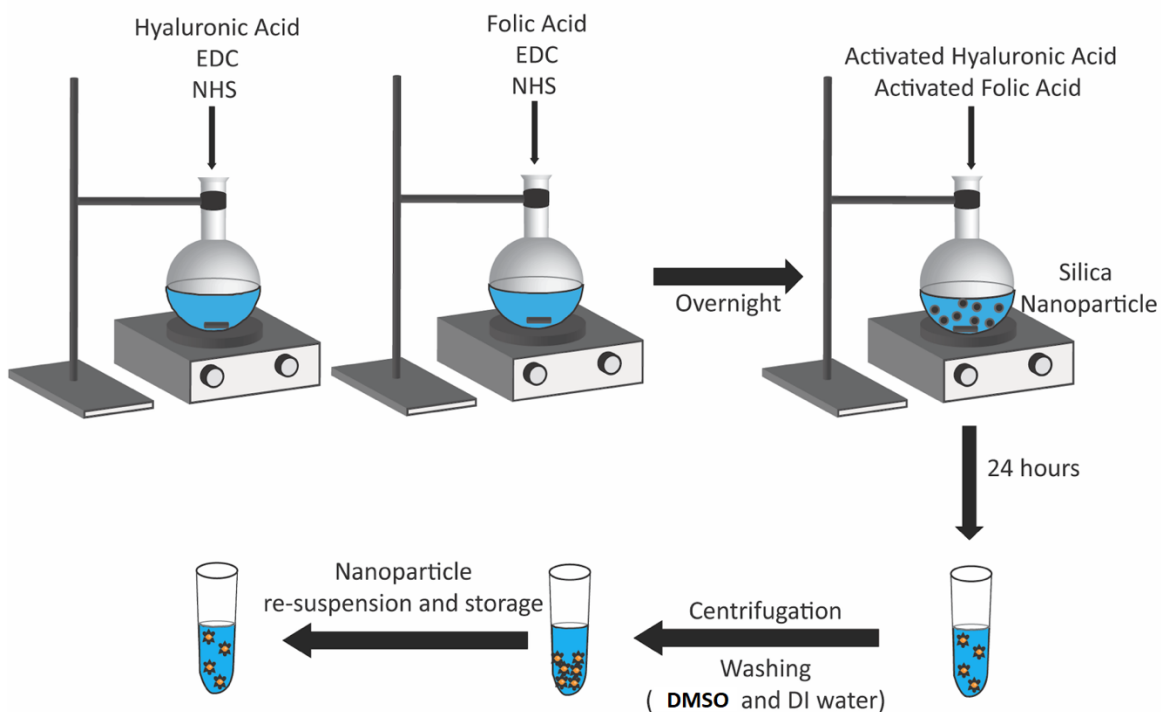 Hyaluronic Acid
EDC
NHS
Folic Acid
EDC
NHS
Overnight
Activated Hyaluronic Acid
Activated Folic Acid
Silica
Nanoparticle
24 hours
Centrifugation
Washing
( DMSO and DI water)
Nanoparticle
re-suspension and storage